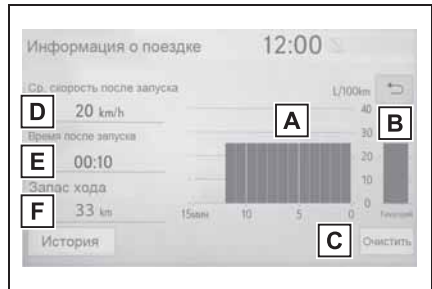 Информация о поездке 12:00
Ср. скорость после запуска
L/100km
D 20 km/h
40
A
B
30
Время после запуска
E 00:10
20
Запас хода
10
F 33 km
0
15мин 10 5 0
Текущий
C
История
Очистить